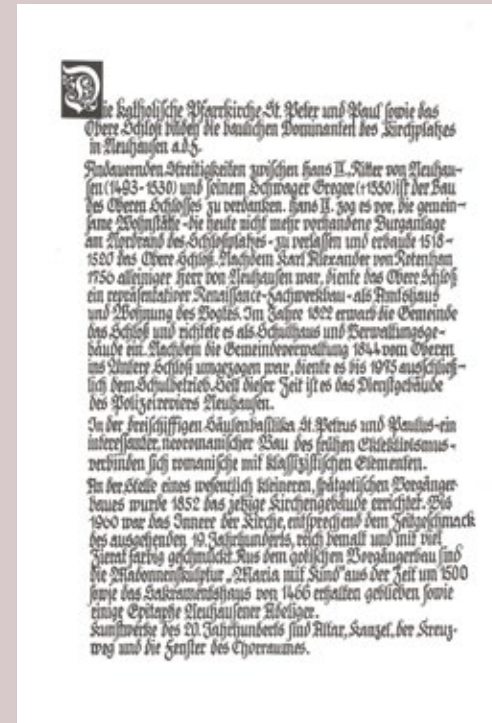 Die katholische Pfarrkirche St. Peter und Paul sowie das
Obere Schloß bilden die baulichen Dominanten des Kirchplatzes
in Neuhausen a.d.F.
Andauernden Streitigkeiten zwischen Hans II. Ritter von Neuhau-
sen (1493-1530) und seinem Schwager Gregor (+1550) ist der Bau
des Oberen Schlosses zu verdanken. Hans II. zog es vor, die gemein-
same Wohnstätte - die heute nicht mehr vorhandene Burganlage
am Nordrand des Schloßplatzes - zu verlassen und erbaute 1518-
1520 das Obere Schloß. Nachdem Karl Alexander von Rotenhan
1756 alleiniger Herr von Neuhausen war, diente das Obere Schloß
ein repräsentativer Renaissance-Fachwerkbau - als Amtshaus
und Wohnung des Vogtes. Im Jahre 1822 erwarb die Gemeinde
das Schloß und richtete es als Schulhaus und Verwaltungsge-
bäude ein. Nachdem die Gemeindeverwaltung 1844 vom Oberen
ins Untere Schloß umgezogen war, diente es bis 1975 ausschließ-
lich dem Schulbetrieb. Seit dieser Zeit ist es das Dienstgebäude
des Polizeireviers Neuhausen.
In der dreischiffigen Säulenbasilika St. Petrus und Paulus - ein
interessanter, neoromanischer Bau des frühen Eklektizismus -
verbinden sich romanische mit klassizistischen Elementen.
An der Stelle eines wesentlich kleineren, spätgotischen Vorgänger-
baues wurde 1852 das jetzige Kirchengebäude errichtet. Bis
1960 war das Innere der Kirche, entsprechend dem Zeitgeschmack
des ausgehenden 19. Jahrhunderts, reich bemalt und mit viel
Zierat farbig geschmückt. Aus dem gotischen Vorgängerbau sind
die Madonnenskulptur „Maria mit Kind" aus der Zeit um 1500
sowie das Sakramentshaus von 1466 erhalten geblieben sowie
einige Epitaphe Neuhausener Adeliger.
Kunstwerke des 20. Jahrhunderts sind Altar, Kanzel, der Kreuz-
weg und die Fenster des Chorraumes.